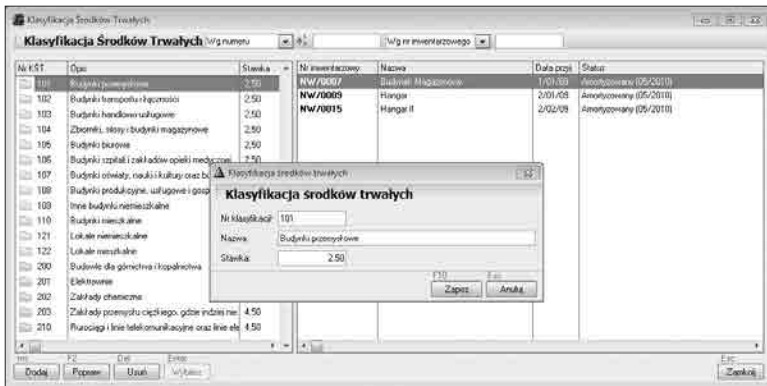 Klasyfikacja Środków Trwałych
Klasyfikacja Środków Trwałych Wg numeru Wg nr inwentarzowego
Nr KŚT Opis Stawka Nr inwentarzowy Nazwa Data przyj Status
101 Budynki przemysłowe 2.50 NW/0007 Budynek Magazynowy 1/01/09 Amortyzowany (05/2010)
102 Budynki transportu i łączności 2.50 NW/0009 Hangar 2/01/09 Amortyzowany (05/2010)
103 Budynki handlowo usługowe 2.50 NW/0015 Hangar II 2/02/09 Amortyzowany (05/2010)
104 Zbiorniki, silosy i budynki magazynowe 2.50
105 Budynki biurowe 2.50
106 Budynki szpitali i zakładów opieki medycznej 2.50
107 Budynki oświaty, nauki i kultury oraz
108 Budynki produkcyjne, usługowe i gosp
109 Inne budynki niemieszkalne
110 Budynki mieszkalne
121 Lokale niemieszkalne
122 Lokale mieszkalne
200 Budowle dla górnictwa i kopalnictwa
201 Elektrownie
202 Zakłady chemiczne
203 Zakłady przemysłu ciężkiego, gdzie indziej nie 4.50
210 Rurociągi i linie telekomunikacyjne oraz linie ele 4.50
Klasyfikacja środków trwałych
Klasyfikacja środków trwałych
Nr klasyfikacji: 101
Nazwa: Budynki przemysłowe
Stawka: 2.50
F10 Esc
Zapisz Anuluj
Ins F2 Del Enter Esc
Dodaj Popraw Usuń Wybierz Zamknij